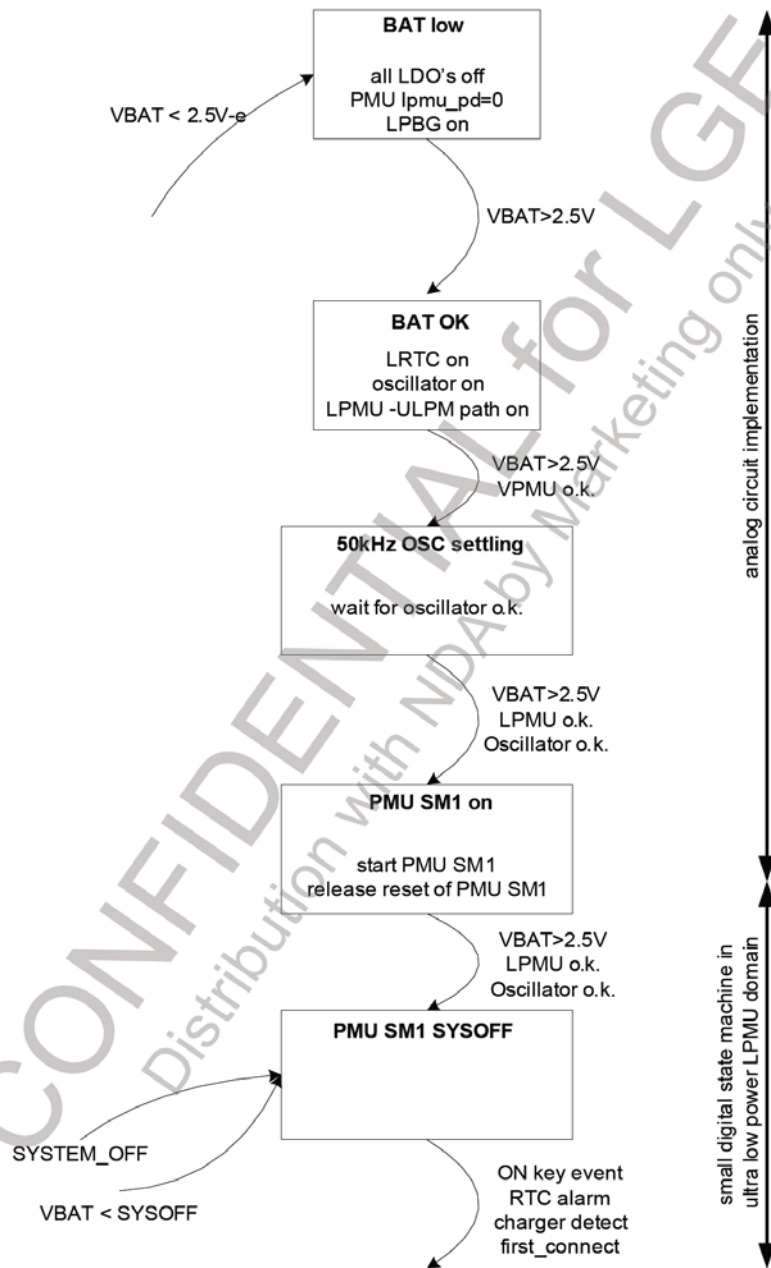 BAT low
all LDO's off
PMU lpmu_pd=0
LPBG on
VBAT < 2.5V-e
VBAT>2.5V
BAT OK
LRTC on
oscillator on
LPMU -ULPM path on
VBAT>2.5V
VPMU o.k.
50kHz OSC settling
wait for oscillator o.k.
VBAT>2.5V
LPMU o.k.
Oscillator o.k.
PMU SM1 on
start PMU SM1
release reset of PMU SM1
VBAT>2.5V
LPMU o.k.
Oscillator o.k.
PMU SM1 SYSOFF
SYSTEM_OFF
VBAT < SYSOFF
ON key event
RTC alarm
charger detect
first_connect
analog circuit implementation
small digital state machine in
ultra low power LPMU domain
CONFIDENTIAL for LGE
Distribution with NDA by Marketing only